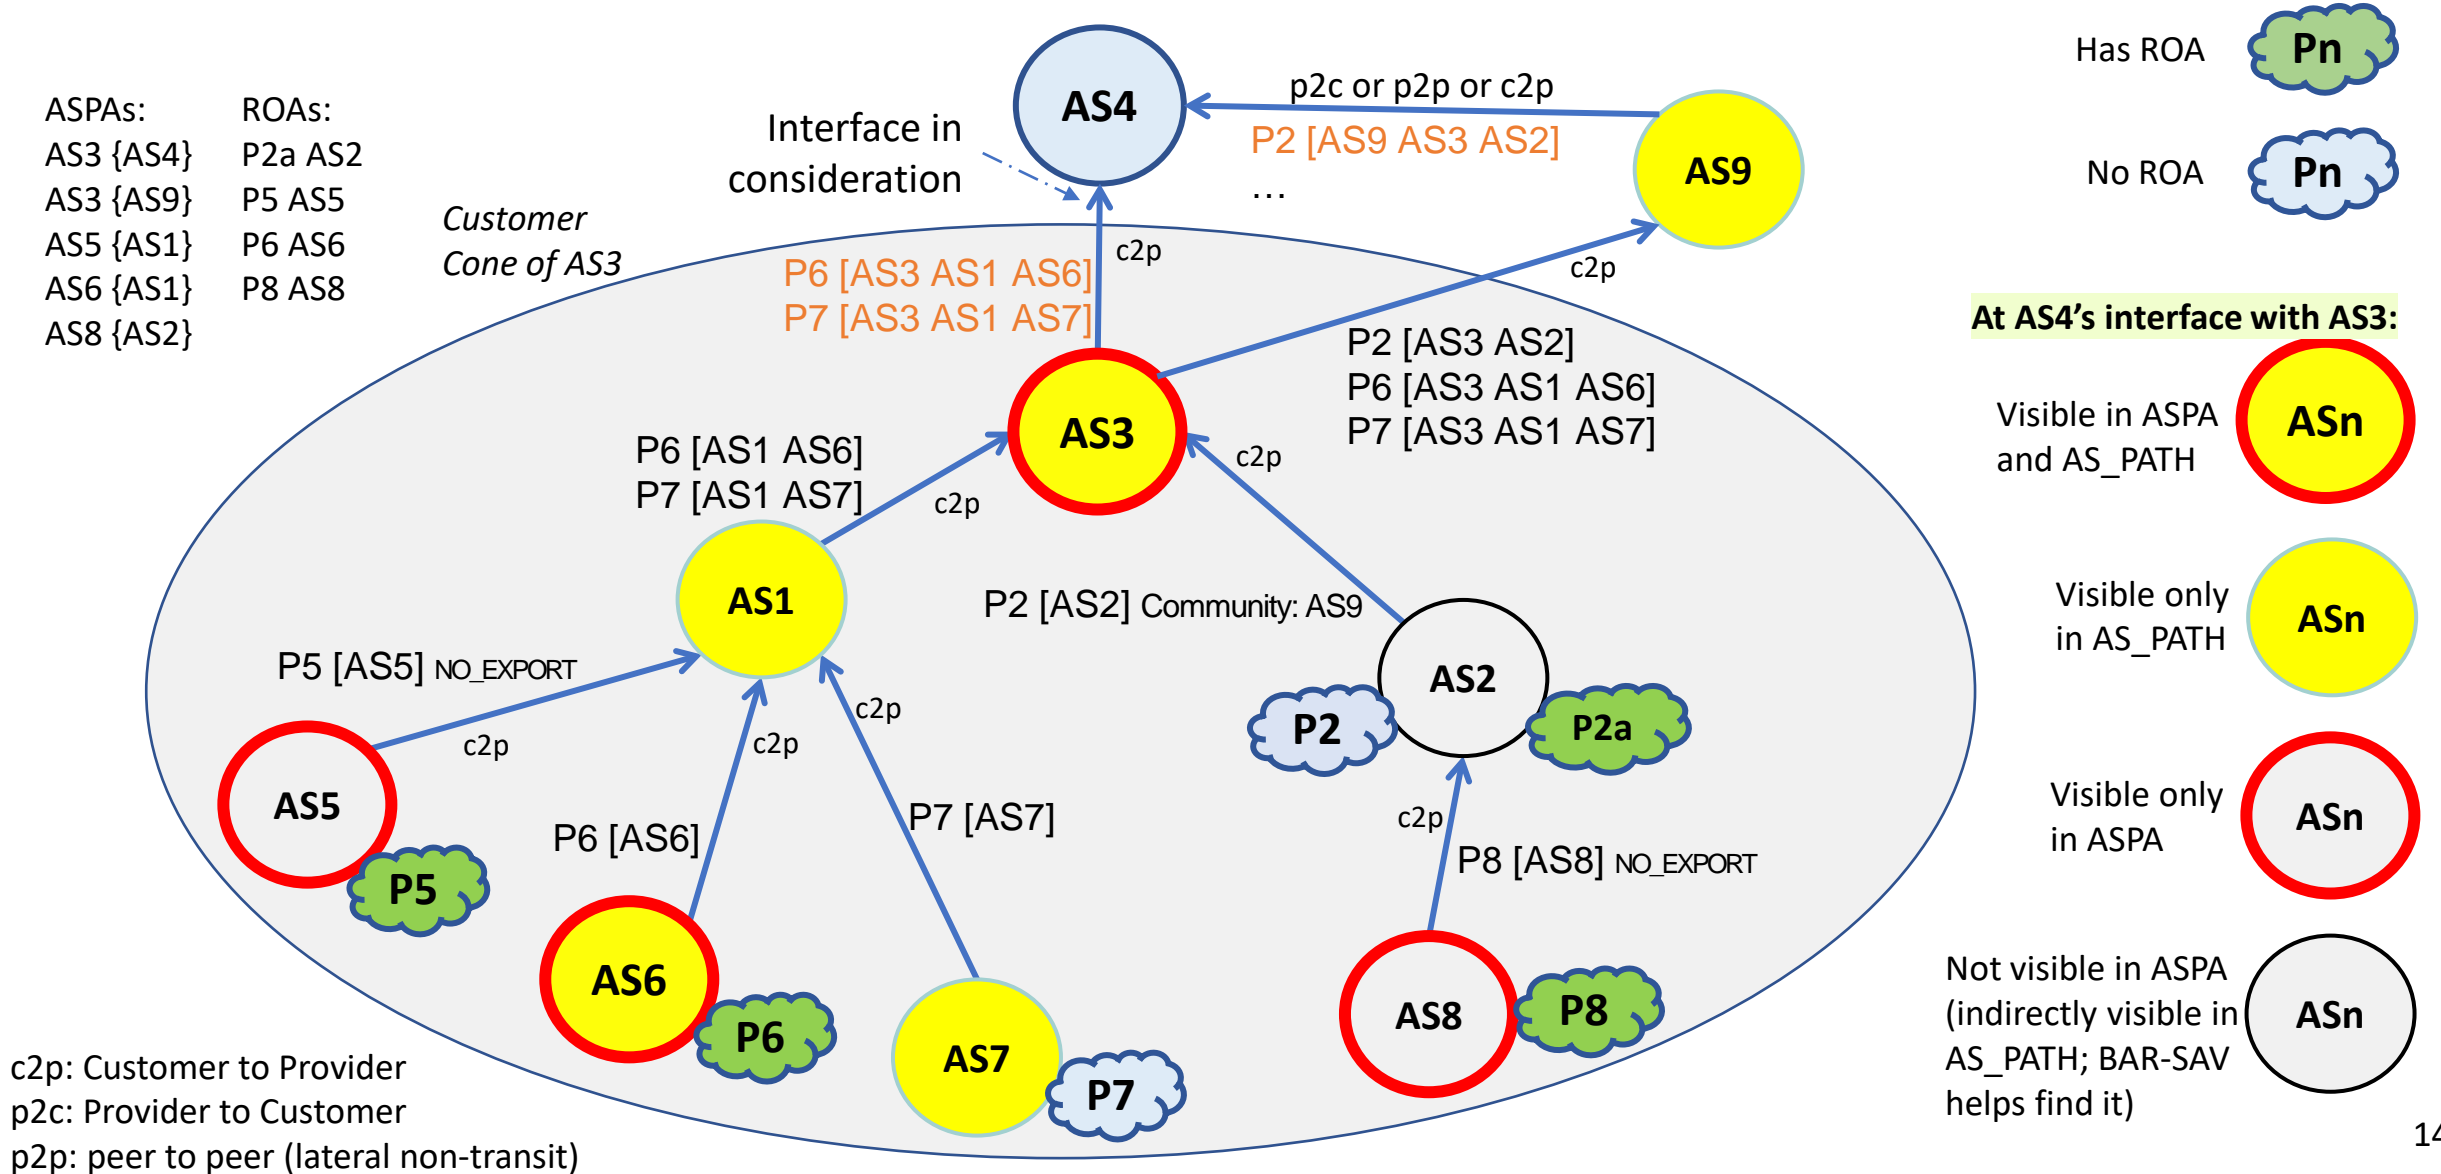 ASPAs:
AS3 {AS4}
AS3 {AS9}
AS5 {AS1}
AS6 {AS1}
AS8 {AS2}
ROAs:
P2a AS2
P5 AS5
P6 AS6
P8 AS8
Customer
Cone of AS3
Interface in
consideration
AS4
p2c or p2p or c2p
P2 [AS9 AS3 AS2]
...
AS9
c2p
c2p
P6 [AS3 AS1 AS6]
P7 [AS3 AS1 AS7]
P2 [AS3 AS2]
P6 [AS3 AS1 AS6]
P7 [AS3 AS1 AS7]
AS3
P6 [AS1 AS6]
P7 [AS1 AS7]
c2p
c2p
AS1
P2 [AS2] Community: AS9
AS2
P2
P2a
P5 [AS5] NO_EXPORT
c2p
c2p
c2p
AS5
P5
P6 [AS6]
P7 [AS7]
c2p
P8 [AS8] NO_EXPORT
AS6
P6
AS7
P7
AS8
P8
c2p: Customer to Provider
p2c: Provider to Customer
p2p: peer to peer (lateral non-transit)
Has ROA
Pn
No ROA
Pn
At AS4’s interface with AS3:
Visible in ASPA
and AS_PATH
ASn
Visible only
in AS_PATH
ASn
Visible only
in ASPA
ASn
Not visible in ASPA
(indirectly visible in
AS_PATH; BAR-SAV
helps find it)
ASn
14